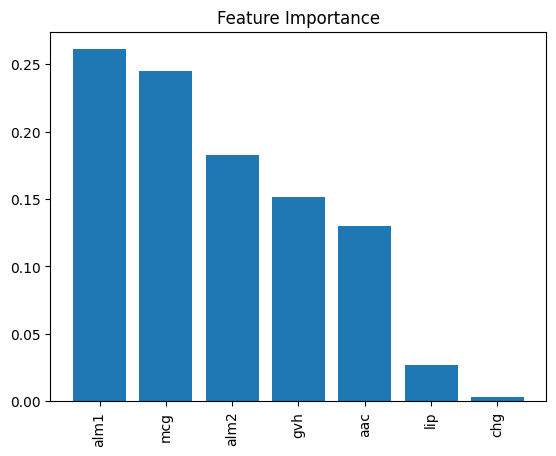 Feature Importance
0.25
0.20
0.15
0.10
0.05
0.00
alm1
mcg
alm2
gvh
aac
lip
chg